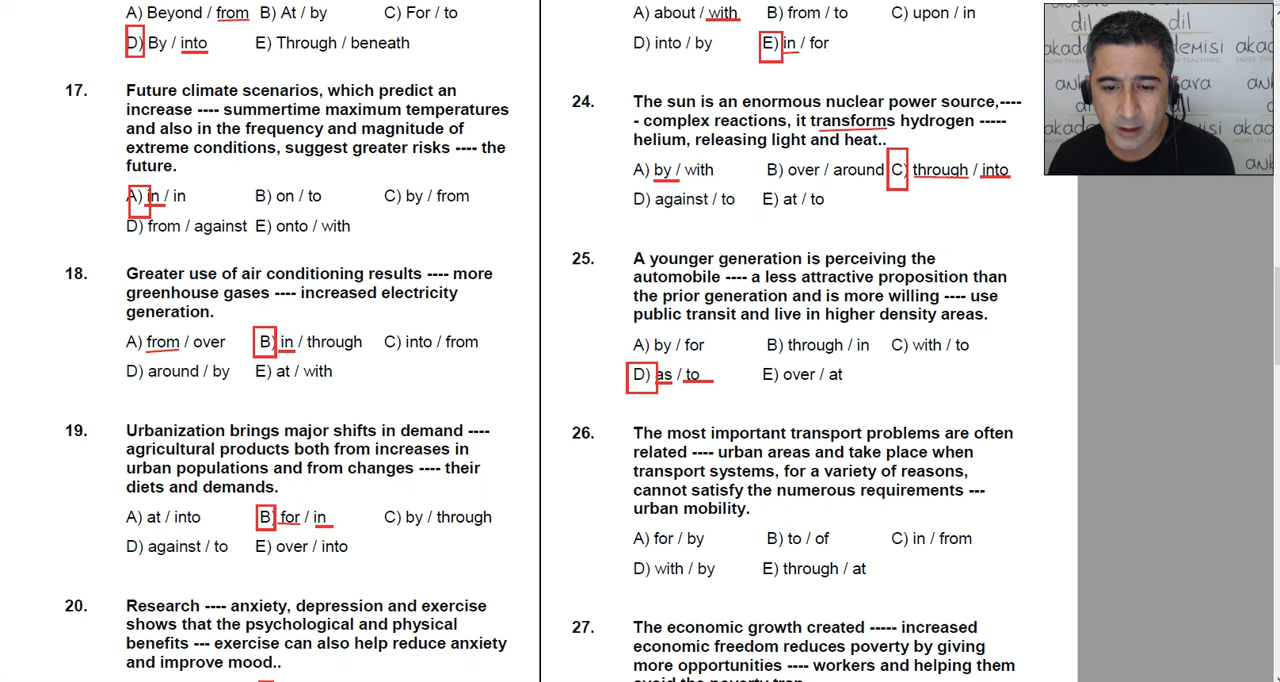 A) Beyond / from B) At / by C) For / to
D) By / into E) Through / beneath
17. Future climate scenarios, which predict an
increase ---- summertime maximum temperatures
and also in the frequency and magnitude of
extreme conditions, suggest greater risks ---- the
future.
A) in / in B) on / to C) by / from
D) from / against E) onto / with
18. Greater use of air conditioning results ---- more
greenhouse gases ---- increased electricity
generation.
A) from / over B) in / through C) into / from
D) around / by E) at / with
19. Urbanization brings major shifts in demand ----
agricultural products both from increases in
urban populations and from changes ---- their
diets and demands.
A) at / into B) for / in C) by / through
D) against / to E) over / into
20. Research ---- anxiety, depression and exercise
shows that the psychological and physical
benefits --- exercise can also help reduce anxiety
and improve mood..
A) about / with B) from / to C) upon / in
D) into / by E) in / for
24. The sun is an enormous nuclear power source,----
- complex reactions, it transforms hydrogen -----
helium, releasing light and heat..
A) by / with B) over / around C) through / into
D) against / to E) at / to
25. A younger generation is perceiving the
automobile ---- a less attractive proposition than
the prior generation and is more willing ---- use
public transit and live in higher density areas.
A) by / for B) through / in C) with / to
D) as / to E) over / at
26. The most important transport problems are often
related ---- urban areas and take place when
transport systems, for a variety of reasons,
cannot satisfy the numerous requirements ---
urban mobility.
A) for / by B) to / of C) in / from
D) with / by E) through / at
27. The economic growth created ----- increased
economic freedom reduces poverty by giving
more opportunities ---- workers and helping them
avoid the poverty trap
dil dil